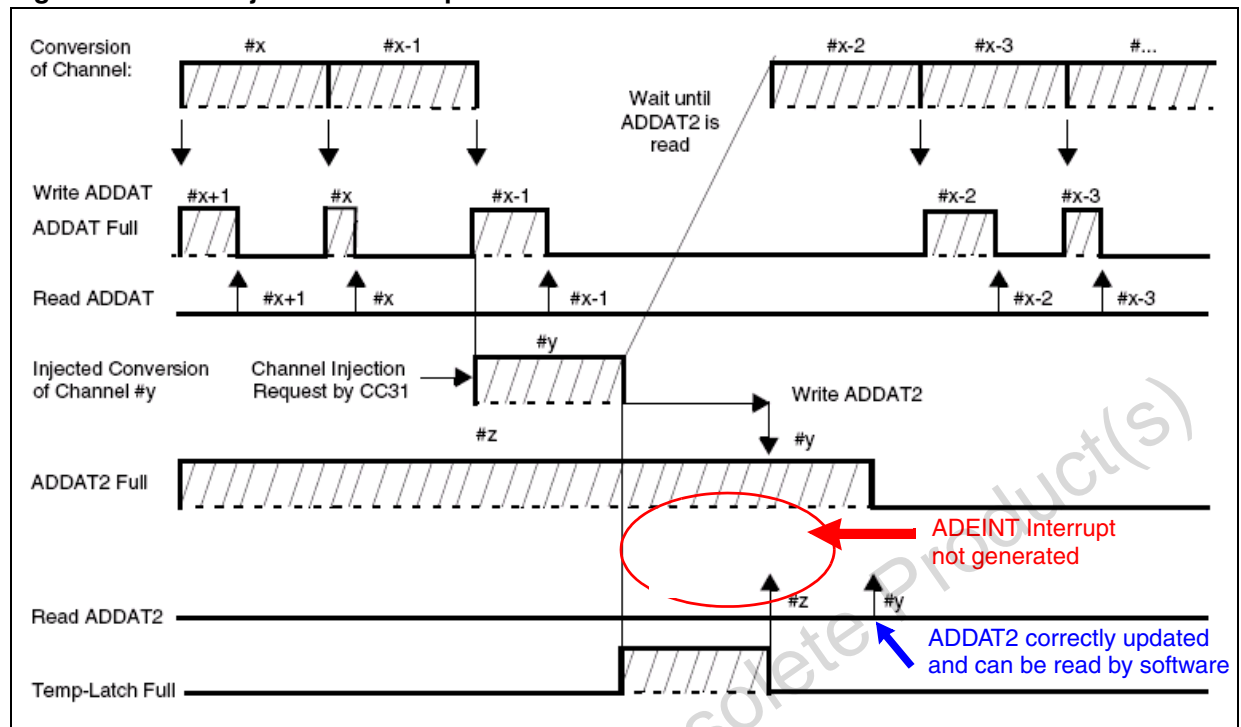 Conversion
of Channel:
#x
#x-1
#x-2
#x-3
#...
Wait until
ADDAT2 is
read
Write ADDAT
ADDAT Full
#x+1
#x
#x-1
#x-2
#x-3
Read ADDAT
#x+1
#x
#x-1
#x-2
#x-3
Injected Conversion
of Channel #y
Channel Injection
Request by CC31
#y
Write ADDAT2
#z
#y
ADDAT2 Full
ADEINT Interrupt
not generated
Read ADDAT2
#z
#y
ADDAT2 correctly updated
and can be read by software
Temp-Latch Full
solete Product(s)